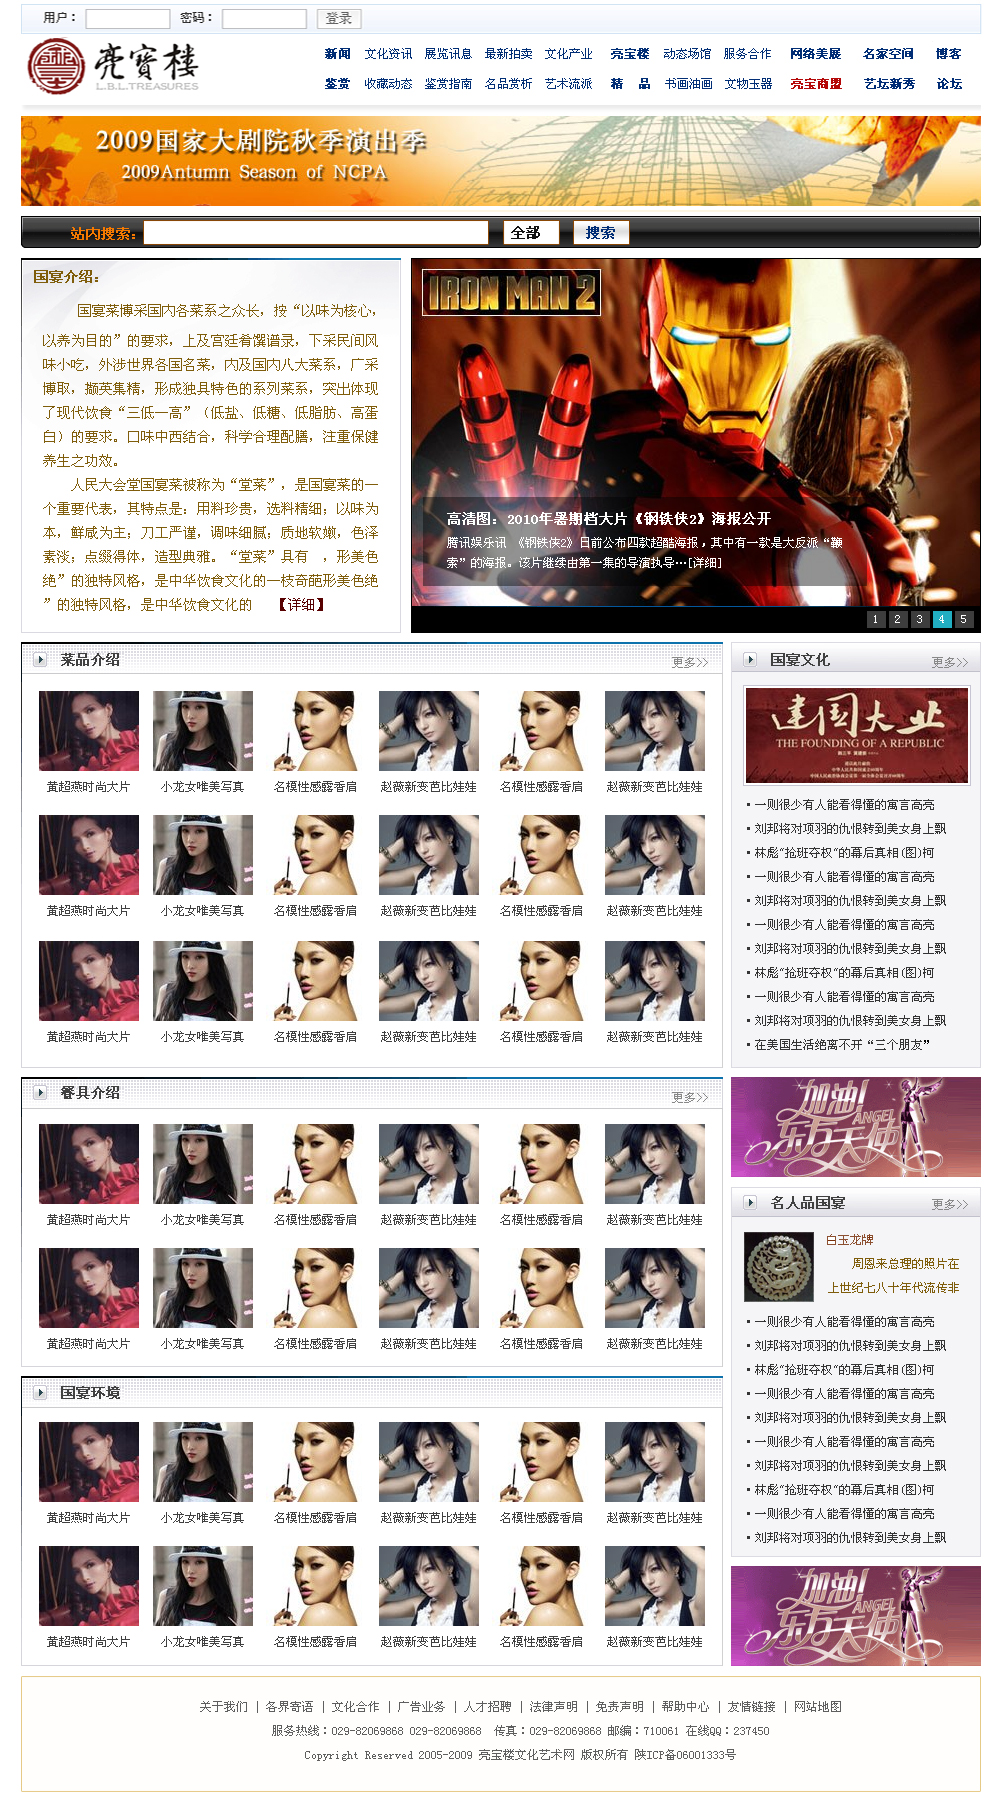 用户： 密码： 登录
亮宝楼
L.B.L.TREASURES
新闻 文化资讯 展览讯息 最新拍卖 文化产业 亮宝楼 动态场馆 服务合作 网络美展 名家空间 博客
鉴赏 收藏动态 鉴赏指南 名品赏析 艺术流派 精 品 书画油画 文物玉器 亮宝商盟 艺坛新秀 论坛
2009国家大剧院秋季演出季
2009Antumn Season of NCPA
站内搜索： 全部 搜索
国宴介绍：
国宴菜博采国内各菜系之众长，按“以味为核心，
以养为目的”的要求，上及宫廷肴馔谱录，下采民间风
味小吃，外涉世界各国名菜，内及国内八大菜系，广采
博取，撷英集精，形成独具特色的系列菜系，突出体现
了现代饮食“三低一高”（低盐、低糖、低脂肪、高蛋
白）的要求。口味中西结合，科学合理配膳，注重保健
养生之功效。
人民大会堂国宴菜被称为“堂菜”，是国宴菜的一
个重要代表，其特点是：用料珍贵，选料精细；以味为
本，鲜咸为主；刀工严谨，调味细腻；质地软嫩，色泽
素淡；点缀得体，造型典雅。“堂菜”具有 ，形美色
绝”的独特风格，是中华饮食文化的一枝奇葩形美色绝
”的独特风格，是中华饮食文化的 【详细】
IRON MAN 2
高清图：2010年暑期档大片《钢铁侠2》海报公开
腾讯娱乐讯 《钢铁侠2》日前公布四款超酷海报，其中有一款是大反派“鞭
索”的海报。该片继续由第一集的导演执导…[详细]
1 2 3 4 5
菜品介绍 更多>>
黄超燕时尚大片 小龙女唯美写真 名模性感露香肩 赵薇新变芭比娃娃 名模性感露香肩 赵薇新变芭比娃娃
黄超燕时尚大片 小龙女唯美写真 名模性感露香肩 赵薇新变芭比娃娃 名模性感露香肩 赵薇新变芭比娃娃
黄超燕时尚大片 小龙女唯美写真 名模性感露香肩 赵薇新变芭比娃娃 名模性感露香肩 赵薇新变芭比娃娃
国宴文化 更多>>
建国大业
THE FOUNDING OF A REPUBLIC
一则很少有人能看得懂的寓言高亮
刘邦将对项羽的仇恨转到美女身上飘
林彪“抢班夺权”的幕后真相(图)柯
一则很少有人能看得懂的寓言高亮
刘邦将对项羽的仇恨转到美女身上飘
一则很少有人能看得懂的寓言高亮
刘邦将对项羽的仇恨转到美女身上飘
林彪“抢班夺权”的幕后真相(图)柯
一则很少有人能看得懂的寓言高亮
刘邦将对项羽的仇恨转到美女身上飘
在美国生活绝离不开“三个朋友”
餐具介绍 更多>>
黄超燕时尚大片 小龙女唯美写真 名模性感露香肩 赵薇新变芭比娃娃 名模性感露香肩 赵薇新变芭比娃娃
黄超燕时尚大片 小龙女唯美写真 名模性感露香肩 赵薇新变芭比娃娃 名模性感露香肩 赵薇新变芭比娃娃
加油!
ANGEL
东方天使
名人品国宴 更多>>
白玉龙牌
周恩来总理的照片在
上世纪七八十年代流传非
一则很少有人能看得懂的寓言高亮
刘邦将对项羽的仇恨转到美女身上飘
林彪“抢班夺权”的幕后真相(图)柯
一则很少有人能看得懂的寓言高亮
刘邦将对项羽的仇恨转到美女身上飘
一则很少有人能看得懂的寓言高亮
刘邦将对项羽的仇恨转到美女身上飘
林彪“抢班夺权”的幕后真相(图)柯
一则很少有人能看得懂的寓言高亮
刘邦将对项羽的仇恨转到美女身上飘
国宴环境
黄超燕时尚大片 小龙女唯美写真 名模性感露香肩 赵薇新变芭比娃娃 名模性感露香肩 赵薇新变芭比娃娃
黄超燕时尚大片 小龙女唯美写真 名模性感露香肩 赵薇新变芭比娃娃 名模性感露香肩 赵薇新变芭比娃娃
加油!
ANGEL
东方天使
关于我们 | 各界寄语 | 文化合作 | 广告业务 | 人才招聘 | 法律声明 | 免责声明 | 帮助中心 | 友情链接 | 网站地图
服务热线：029-82069868 029-82069868 传真：029-82069868 邮编：710061 在线QQ：237450
Copyright Reserved 2005-2009 亮宝楼文化艺术网 版权所有 陕ICP备06001333号